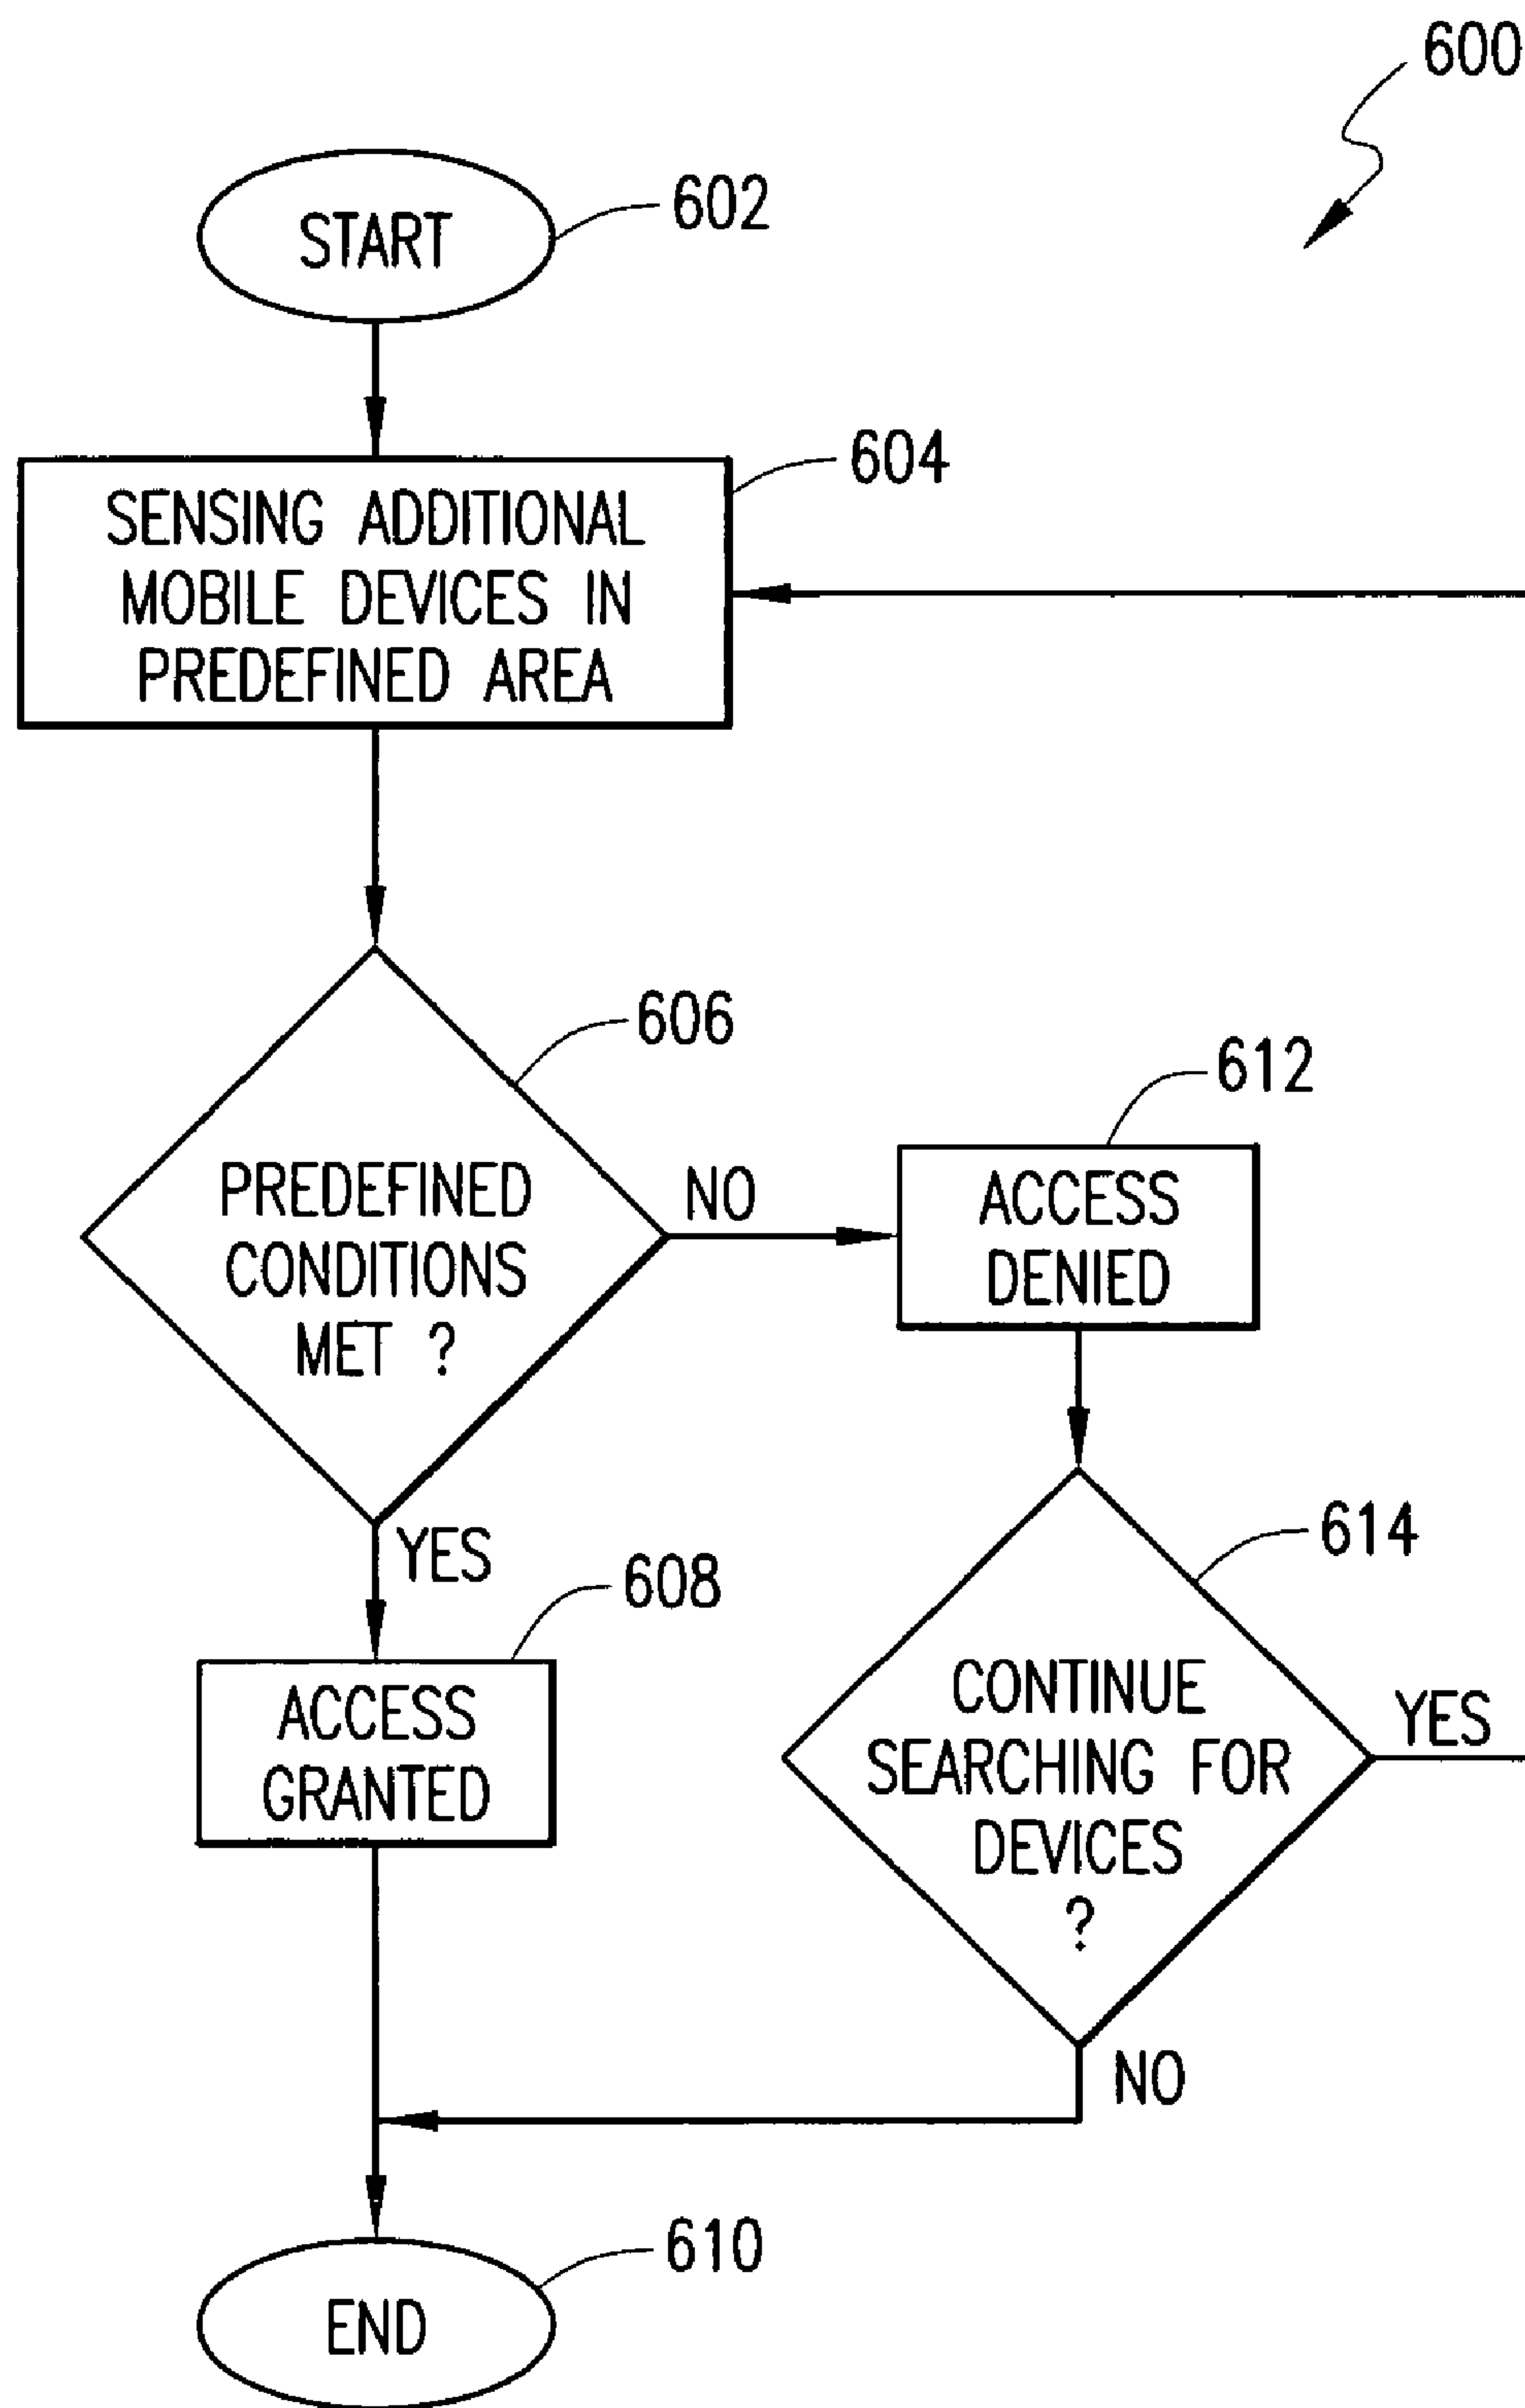 600
START
602
604
SENSING ADDITIONAL
MOBILE DEVICES IN
PREDEFINED AREA
606
PREDEFINED
CONDITIONS
MET ?
NO
612
ACCESS
DENIED
YES
608
ACCESS
GRANTED
614
CONTINUE
SEARCHING FOR
DEVICES
?
YES
NO
610
END